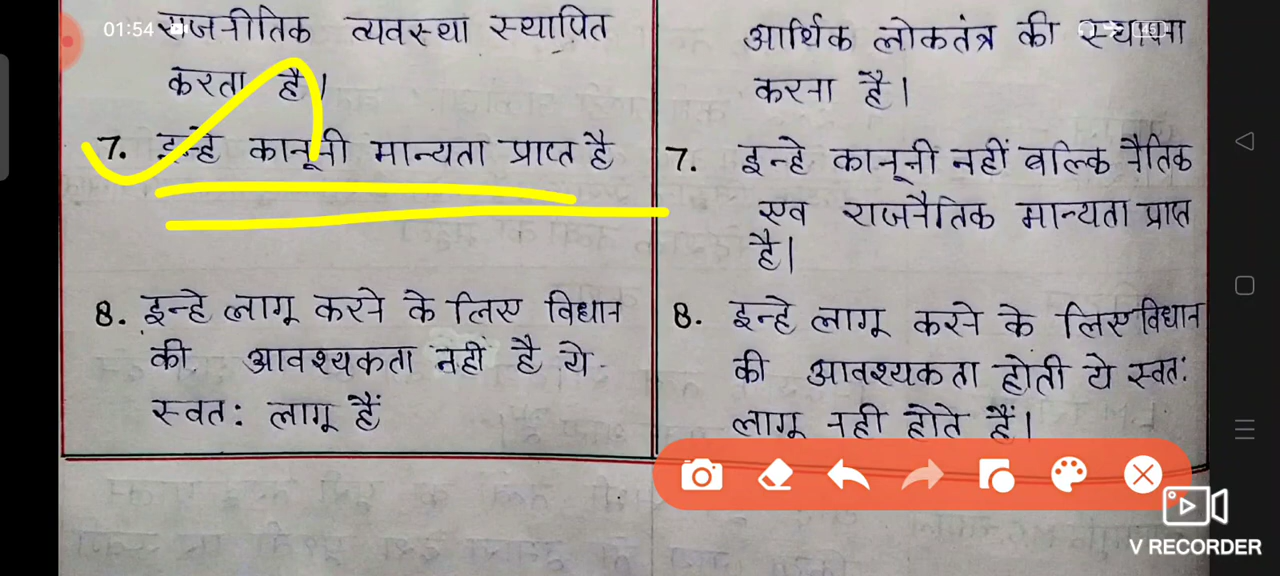 01:54
राजनीतिक व्यवस्था स्थापित
करता है।
7. इन्हे कानूनी मान्यता प्राप्त है
8. इन्हे लागू करने के लिए विधान
की आवश्यकता नहीं है ये
स्वत: लागू हैं
आर्थिक लोकतंत्र की स्थापना
करना है।
7. इन्हे कानूनी नहीं बल्कि नैतिक
एव राजनैतिक मान्यता प्राप्त
है।
8. इन्हे लागू करने के लिए विधान
की आवश्यकता होती ये स्वत:
लागू नही होते हैं।
V RECORDER